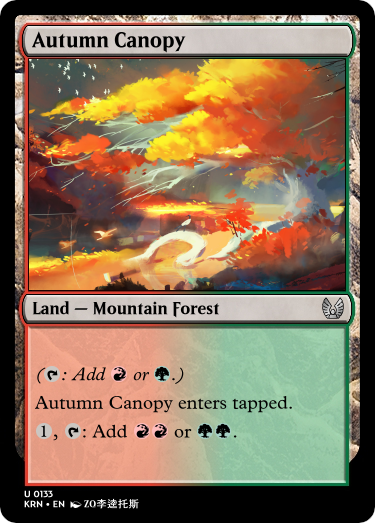 Autumn Canopy
Land — Mountain Forest
(: Add or .)
Autumn Canopy enters tapped.
1, : Add or .
U 0133
KRN • EN ZO李逵托斯